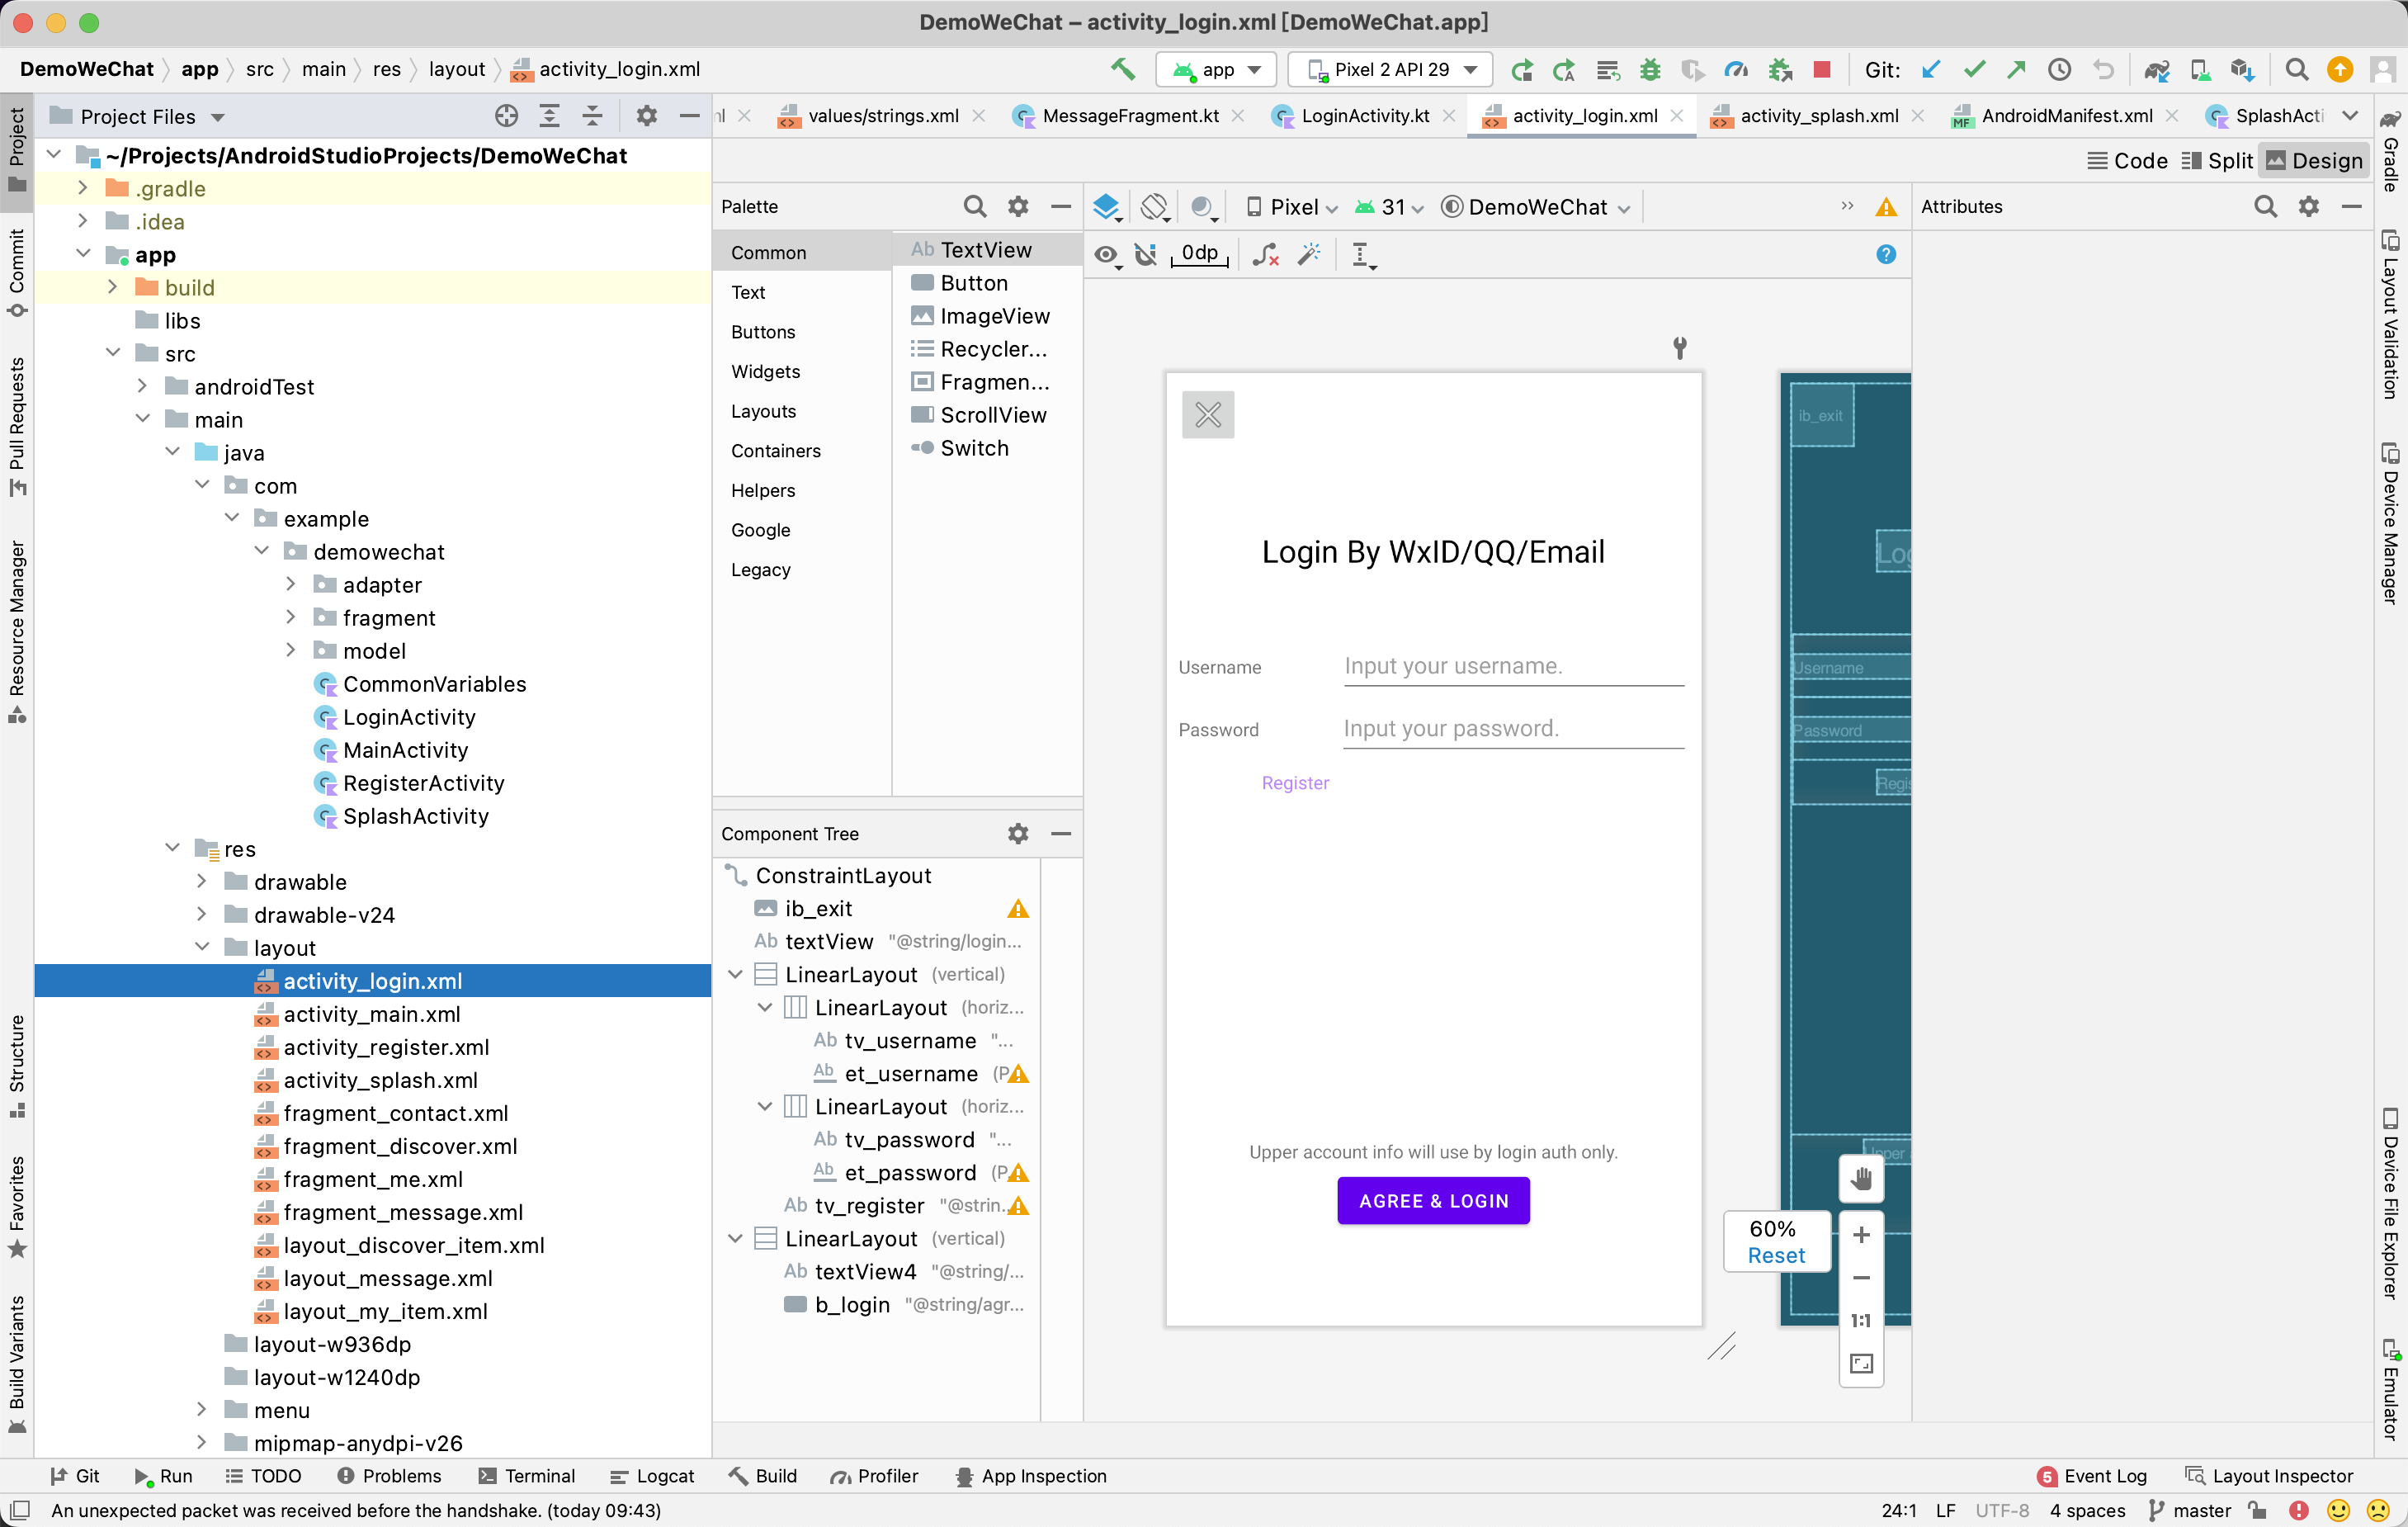 DemoWeChat – activity_login.xml [DemoWeChat.app]
DemoWeChat app src main res layout activity_login.xml
app Pixel 2 API 29 Git:
Project Files
values/strings.xml MessageFragment.kt LoginActivity.kt activity_login.xml activity_splash.xml AndroidManifest.xml SplashActi
Code Split Design
Project
Commit
Pull Requests
Resource Manager
Structure
Favorites
Build Variants
~/Projects/AndroidStudioProjects/DemoWeChat
.gradle
.idea
app
build
libs
src
androidTest
main
java
com
example
demowechat
adapter
fragment
model
CommonVariables
LoginActivity
MainActivity
RegisterActivity
SplashActivity
res
drawable
drawable-v24
layout
activity_login.xml
activity_main.xml
activity_register.xml
activity_splash.xml
fragment_contact.xml
fragment_discover.xml
fragment_me.xml
fragment_message.xml
layout_discover_item.xml
layout_message.xml
layout_my_item.xml
layout-w936dp
layout-w1240dp
menu
mipmap-anydpi-v26
Palette
Common
Text
Buttons
Widgets
Layouts
Containers
Helpers
Google
Legacy
Ab TextView
Button
ImageView
Recycler...
Fragmen...
ScrollView
Switch
Component Tree
ConstraintLayout
ib_exit
Ab textView "@string/login...
LinearLayout (vertical)
LinearLayout (horiz...
Ab tv_username "...
Ab et_username (P
LinearLayout (horiz...
Ab tv_password "...
Ab et_password (P
Ab tv_register "@strin..
LinearLayout (vertical)
Ab textView4 "@string/...
b_login "@string/agr...
Pixel 31 DemoWeChat
0dp
Login By WxID/QQ/Email
Username Input your username.
Password Input your password.
Register
Upper account info will use by login auth only.
AGREE & LOGIN
ib_exit
Log
Username
Password
Regis
Upper
60%
Reset
1:1
Attributes
Gradle
Layout Validation
Device Manager
Device File Explorer
Emulator
Git Run TODO Problems Terminal Logcat Build Profiler App Inspection
5 Event Log Layout Inspector
An unexpected packet was received before the handshake. (today 09:43)
24:1 LF UTF-8 4 spaces master